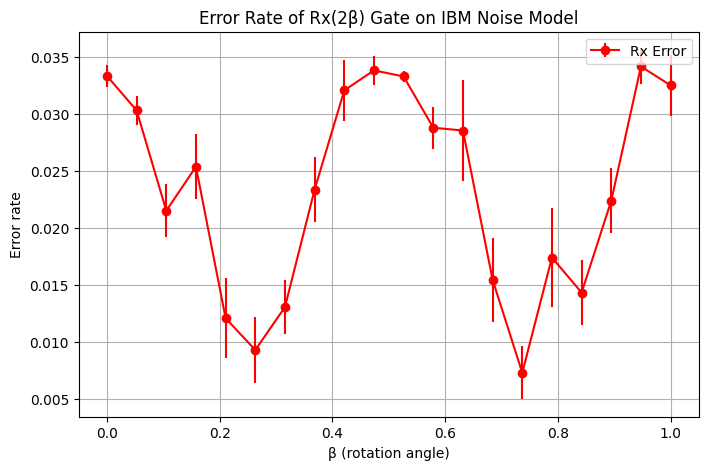 Error Rate of Rx(2β) Gate on IBM Noise Model
Rx Error
Error rate
0.035
0.030
0.025
0.020
0.015
0.010
0.005
0.0 0.2 0.4 0.6 0.8 1.0
β (rotation angle)